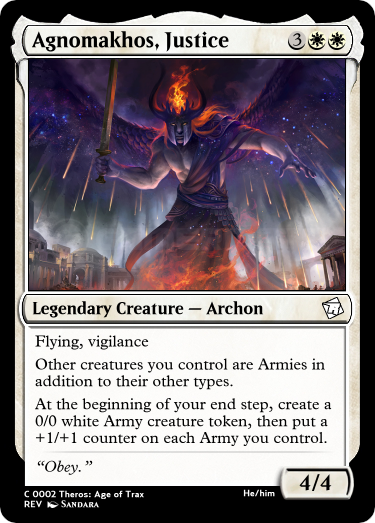 Agnomakhos, Justice 3
Legendary Creature — Archon
Flying, vigilance
Other creatures you control are Armies in
addition to their other types.
At the beginning of your end step, create a
0/0 white Army creature token, then put a
+1/+1 counter on each Army you control.
“Obey.”
4/4
C 0002 Theros: Age of Trax He/him
REV Sandara